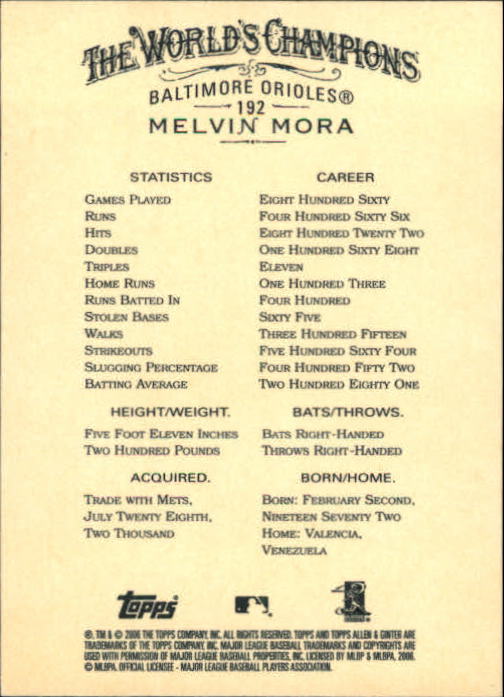 THE WORLD'S CHAMPIONS
BALTIMORE ORIOLES®
192
MELVIN MORA
STATISTICS CAREER
GAMES PLAYED EIGHT HUNDRED SIXTY
RUNS FOUR HUNDRED SIXTY SIX
HITS EIGHT HUNDRED TWENTY TWO
DOUBLES ONE HUNDRED SIXTY EIGHT
TRIPLES ELEVEN
HOME RUNS ONE HUNDRED THREE
RUNS BATTED IN FOUR HUNDRED
STOLEN BASES SIXTY FIVE
WALKS THREE HUNDRED FIFTEEN
STRIKEOUTS FIVE HUNDRED SIXTY FOUR
SLUGGING PERCENTAGE FOUR HUNDRED FIFTY TWO
BATTING AVERAGE TWO HUNDRED EIGHTY ONE
HEIGHT/WEIGHT. BATS/THROWS.
FIVE FOOT ELEVEN INCHES BATS RIGHT-HANDED
TWO HUNDRED POUNDS THROWS RIGHT-HANDED
ACQUIRED. BORN/HOME.
TRADE WITH METS, BORN: FEBRUARY SECOND,
JULY TWENTY EIGHTH, NINETEEN SEVENTY TWO
TWO THOUSAND HOME: VALENCIA,
VENEZUELA
Topps
®, TM & © 2006 THE TOPPS COMPANY, INC. ALL RIGHTS RESERVED. TOPPS AND TOPPS ALLEN & GINTER ARE
TRADEMARKS OF THE TOPPS COMPANY, INC. MAJOR LEAGUE BASEBALL TRADEMARKS AND COPYRIGHTS ARE
USED WITH PERMISSION OF MAJOR LEAGUE BASEBALL PROPERTIES, INC. LICENSED BY MLBP & MLBPA, 2006.
© MLBPA. OFFICIAL LICENSEE - MAJOR LEAGUE BASEBALL PLAYERS ASSOCIATION.